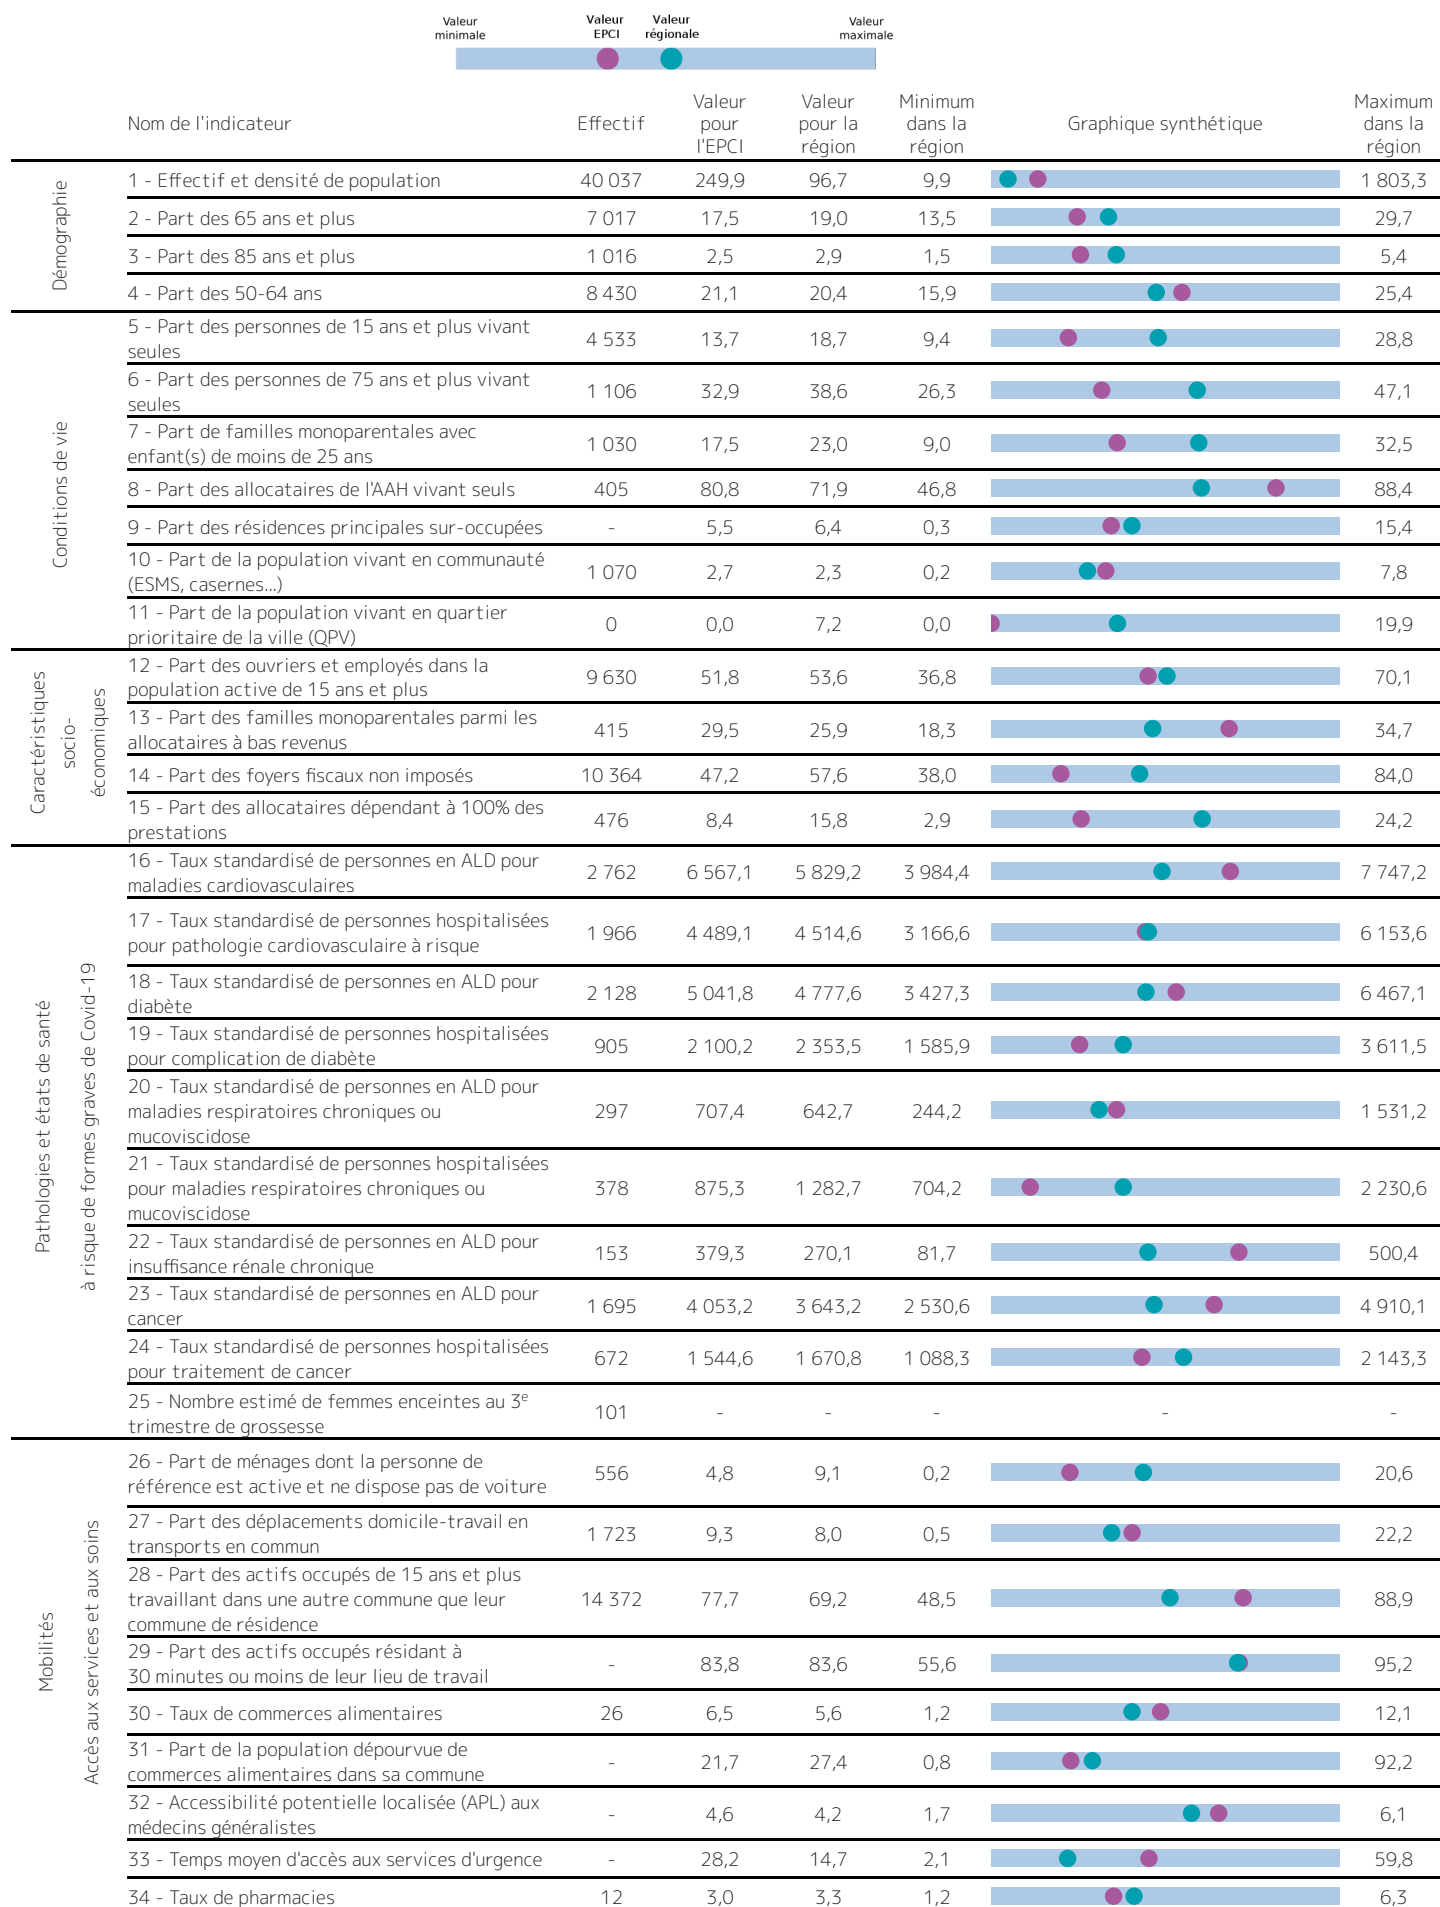 Valeur minimale
Valeur EPCI
Valeur régionale
Valeur maximale
Nom de l'indicateur Effectif Valeur pour l'EPCI Valeur pour la région Minimum dans la région Graphique synthétique Maximum dans la région
Démographie
1 - Effectif et densité de population 40 037 249,9 96,7 9,9 1 803,3
2 - Part des 65 ans et plus 7 017 17,5 19,0 13,5 29,7
3 - Part des 85 ans et plus 1 016 2,5 2,9 1,5 5,4
4 - Part des 50-64 ans 8 430 21,1 20,4 15,9 25,4
Conditions de vie
5 - Part des personnes de 15 ans et plus vivant
seules 4 533 13,7 18,7 9,4 28,8
6 - Part des personnes de 75 ans et plus vivant
seules 1 106 32,9 38,6 26,3 47,1
7 - Part de familles monoparentales avec
enfant(s) de moins de 25 ans 1 030 17,5 23,0 9,0 32,5
8 - Part des allocataires de l'AAH vivant seuls 405 80,8 71,9 46,8 88,4
9 - Part des résidences principales sur-occupées - 5,5 6,4 0,3 15,4
10 - Part de la population vivant en communauté
(ESMS, casernes...) 1 070 2,7 2,3 0,2 7,8
11 - Part de la population vivant en quartier
prioritaire de la ville (QPV) 0 0,0 7,2 0,0 19,9
Caractéristiques
socio-
économiques
12 - Part des ouvriers et employés dans la
population active de 15 ans et plus 9 630 51,8 53,6 36,8 70,1
13 - Part des familles monoparentales parmi les
allocataires à bas revenus 415 29,5 25,9 18,3 34,7
14 - Part des foyers fiscaux non imposés 10 364 47,2 57,6 38,0 84,0
15 - Part des allocataires dépendant à 100% des
prestations 476 8,4 15,8 2,9 24,2
Pathologies et états de santé
à risque de formes graves de Covid-19
16 - Taux standardisé de personnes en ALD pour
maladies cardiovasculaires 2 762 6 567,1 5 829,2 3 984,4 7 747,2
17 - Taux standardisé de personnes hospitalisées
pour pathologie cardiovasculaire à risque 1 966 4 489,1 4 514,6 3 166,6 6 153,6
18 - Taux standardisé de personnes en ALD pour
diabète 2 128 5 041,8 4 777,6 3 427,3 6 467,1
19 - Taux standardisé de personnes hospitalisées
pour complication de diabète 905 2 100,2 2 353,5 1 585,9 3 611,5
20 - Taux standardisé de personnes en ALD pour
maladies respiratoires chroniques ou 297 707,4 642,7 244,2 1 531,2
mucoviscidose
21 - Taux standardisé de personnes hospitalisées
pour maladies respiratoires chroniques ou 378 875,3 1 282,7 704,2 2 230,6
mucoviscidose
22 - Taux standardisé de personnes en ALD pour
insuffisance rénale chronique 153 379,3 270,1 81,7 500,4
23 - Taux standardisé de personnes en ALD pour
cancer 1 695 4 053,2 3 643,2 2 530,6 4 910,1
24 - Taux standardisé de personnes hospitalisées
pour traitement de cancer 672 1 544,6 1 670,8 1 088,3 2 143,3
25 - Nombre estimé de femmes enceintes au 3e
trimestre de grossesse 101 - - - - -
Mobilités
Accès aux services et aux soins
26 - Part de ménages dont la personne de
référence est active et ne dispose pas de voiture 556 4,8 9,1 0,2 20,6
27 - Part des déplacements domicile-travail en
transports en commun 1 723 9,3 8,0 0,5 22,2
28 - Part des actifs occupés de 15 ans et plus
travaillant dans une autre commune que leur 14 372 77,7 69,2 48,5 88,9
commune de résidence
29 - Part des actifs occupés résidant à
30 minutes ou moins de leur lieu de travail - 83,8 83,6 55,6 95,2
30 - Taux de commerces alimentaires 26 6,5 5,6 1,2 12,1
31 - Part de la population dépourvue de
commerces alimentaires dans sa commune - 21,7 27,4 0,8 92,2
32 - Accessibilité potentielle localisée (APL) aux
médecins généralistes - 4,6 4,2 1,7 6,1
33 - Temps moyen d'accès aux services d'urgence - 28,2 14,7 2,1 59,8
34 - Taux de pharmacies 12 3,0 3,3 1,2 6,3